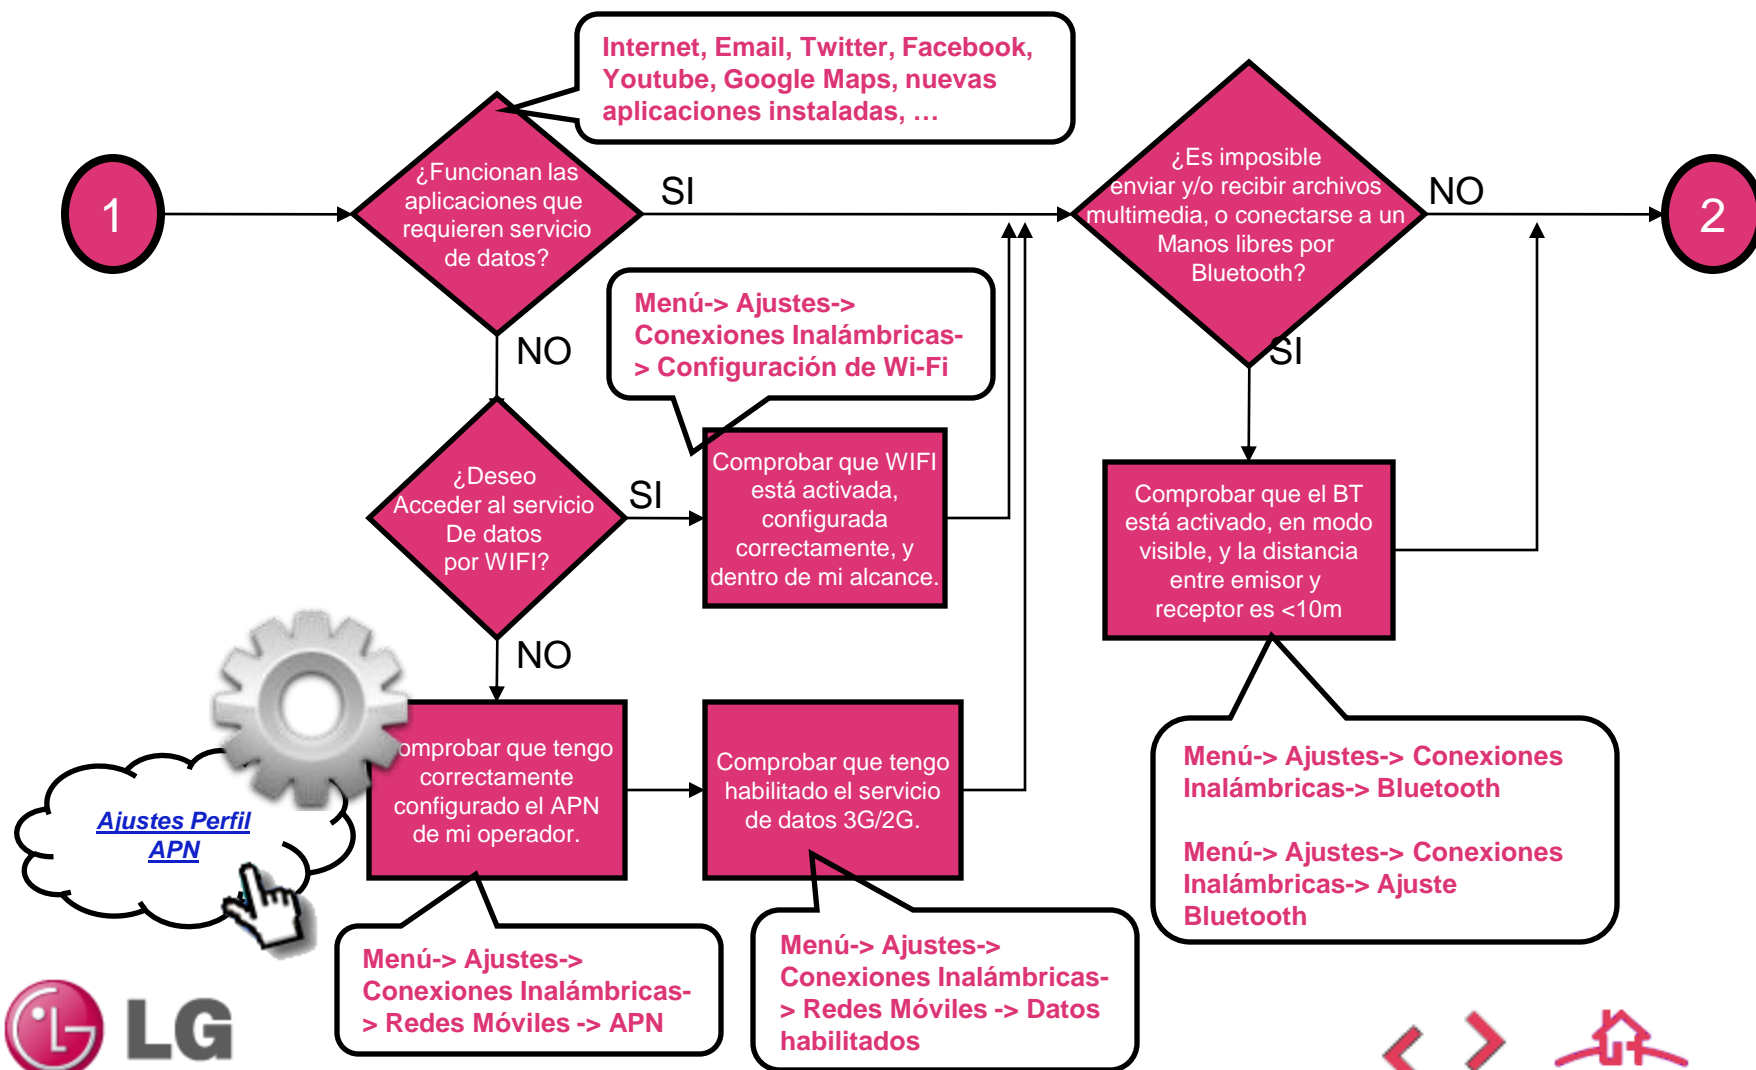 Internet, Email, Twitter, Facebook,
Youtube, Google Maps, nuevas
aplicaciones instaladas, …
1
¿Funcionan las
aplicaciones que
requieren servicio
de datos?
SI
¿Es imposible
enviar y/o recibir archivos
multimedia, o conectarse a un
Manos libres por
Bluetooth?
NO
2
NO
Menú-> Ajustes->
Conexiones Inalámbricas-
> Configuración de Wi-Fi
SI
¿Deseo
Acceder al servicio
De datos
por WIFI?
SI
Comprobar que WIFI
está activada,
configurada
correctamente, y
dentro de mi alcance.
Comprobar que el BT
está activado, en modo
visible, y la distancia
entre emisor y
receptor es <10m
NO
omprobar que tengo
correctamente
configurado el APN
de mi operador.
Comprobar que tengo
habilitado el servicio
de datos 3G/2G.
Ajustes Perfil
APN
Menú-> Ajustes-> Conexiones
Inalámbricas-> Bluetooth
Menú-> Ajustes-> Conexiones
Inalámbricas-> Ajuste
Bluetooth
Menú-> Ajustes->
Conexiones Inalámbricas-
> Redes Móviles -> APN
Menú-> Ajustes->
Conexiones Inalámbricas-
> Redes Móviles -> Datos
habilitados
LG